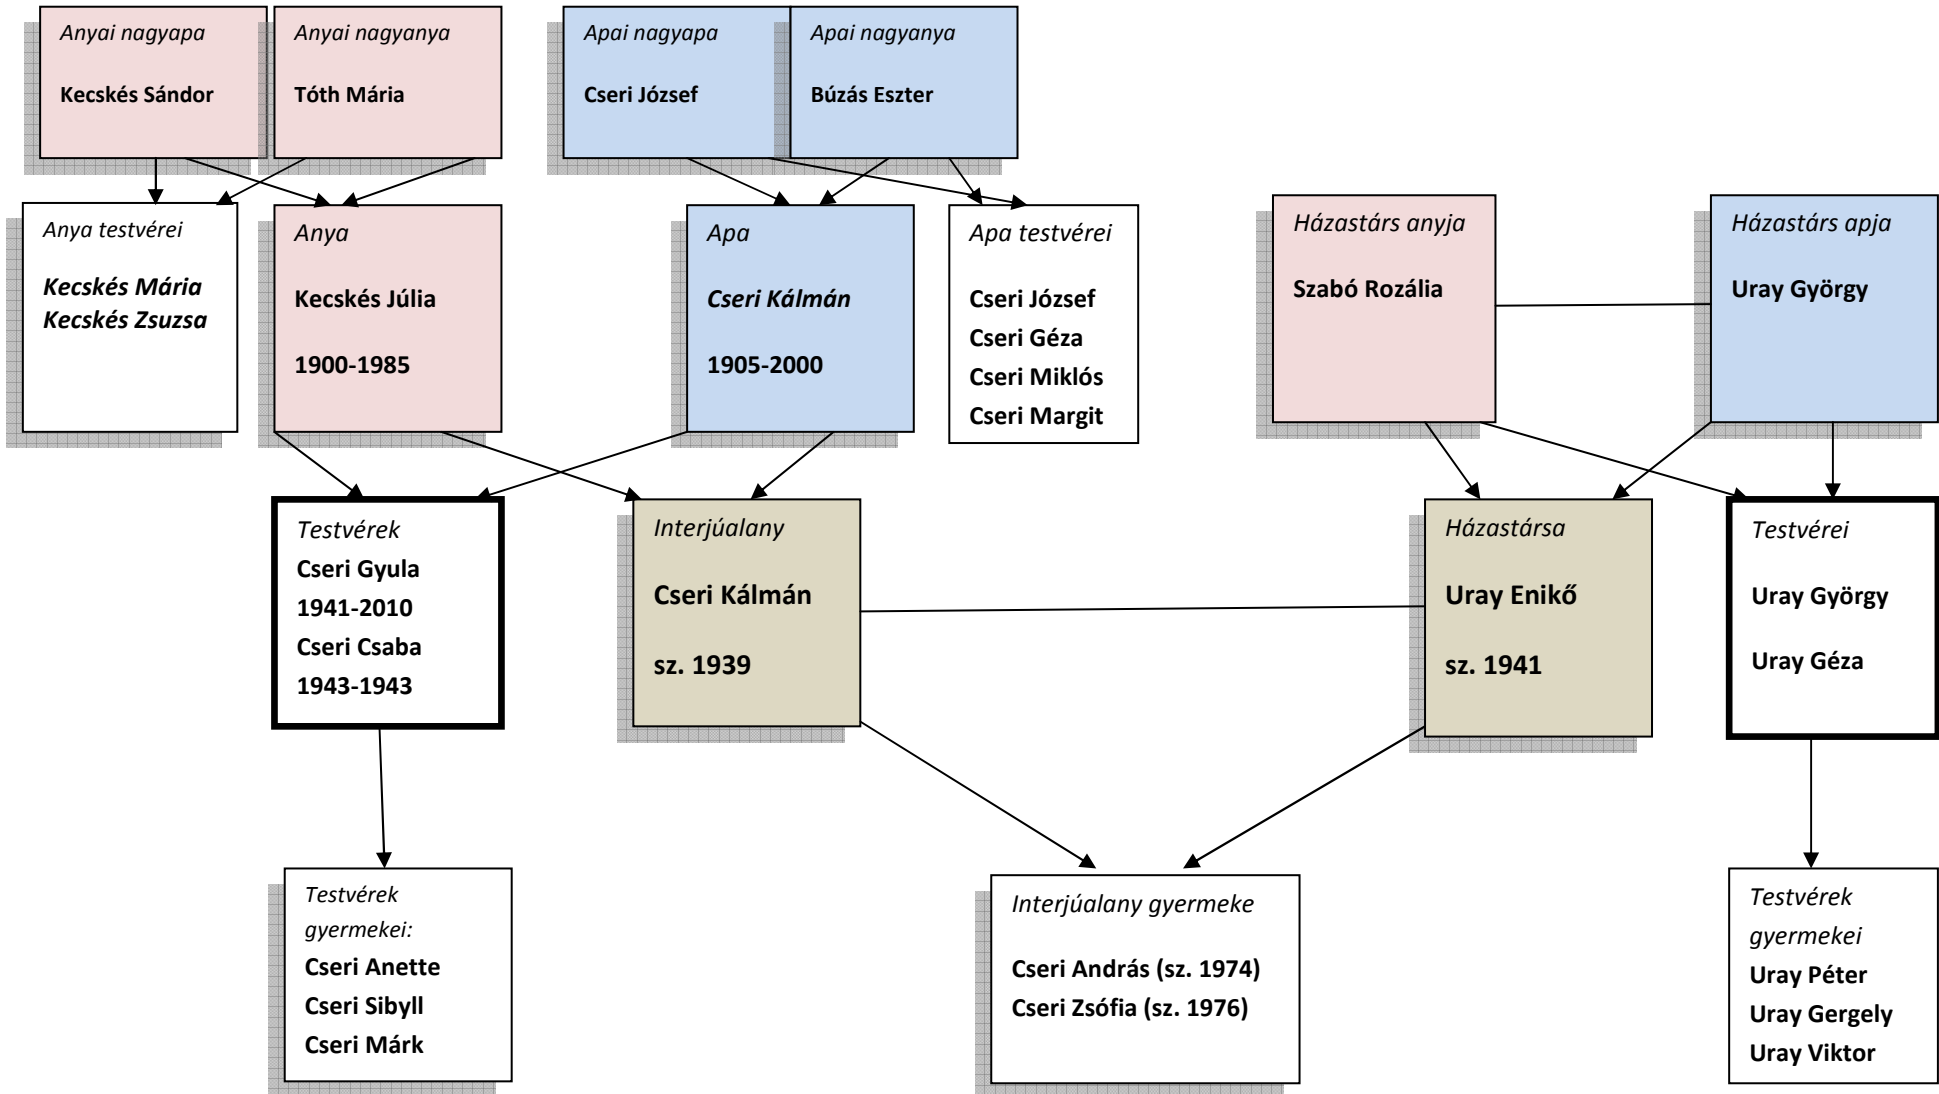 Anyai nagyapa
Kecskés Sándor
Anyai nagyanya
Tóth Mária
Apai nagyapa
Cseri József
Apai nagyanya
Búzás Eszter
Anya testvérei
Kecskés Mária
Kecskés Zsuzsa
Anya
Kecskés Júlia
1900-1985
Apa
Cseri Kálmán
1905-2000
Apa testvérei
Cseri József
Cseri Géza
Cseri Miklós
Cseri Margit
Házastárs anyja
Szabó Rozália
Házastárs apja
Uray György
Testvérek
Cseri Gyula
1941-2010
Cseri Csaba
1943-1943
Interjúalany
Cseri Kálmán
sz. 1939
Házastársa
Uray Enikő
sz. 1941
Testvérei
Uray György
Uray Géza
Testvérek
gyermekei:
Cseri Anette
Cseri Sibyll
Cseri Márk
Interjúalany gyermeke
Cseri András (sz. 1974)
Cseri Zsófia (sz. 1976)
Testvérek
gyermekei
Uray Péter
Uray Gergely
Uray Viktor